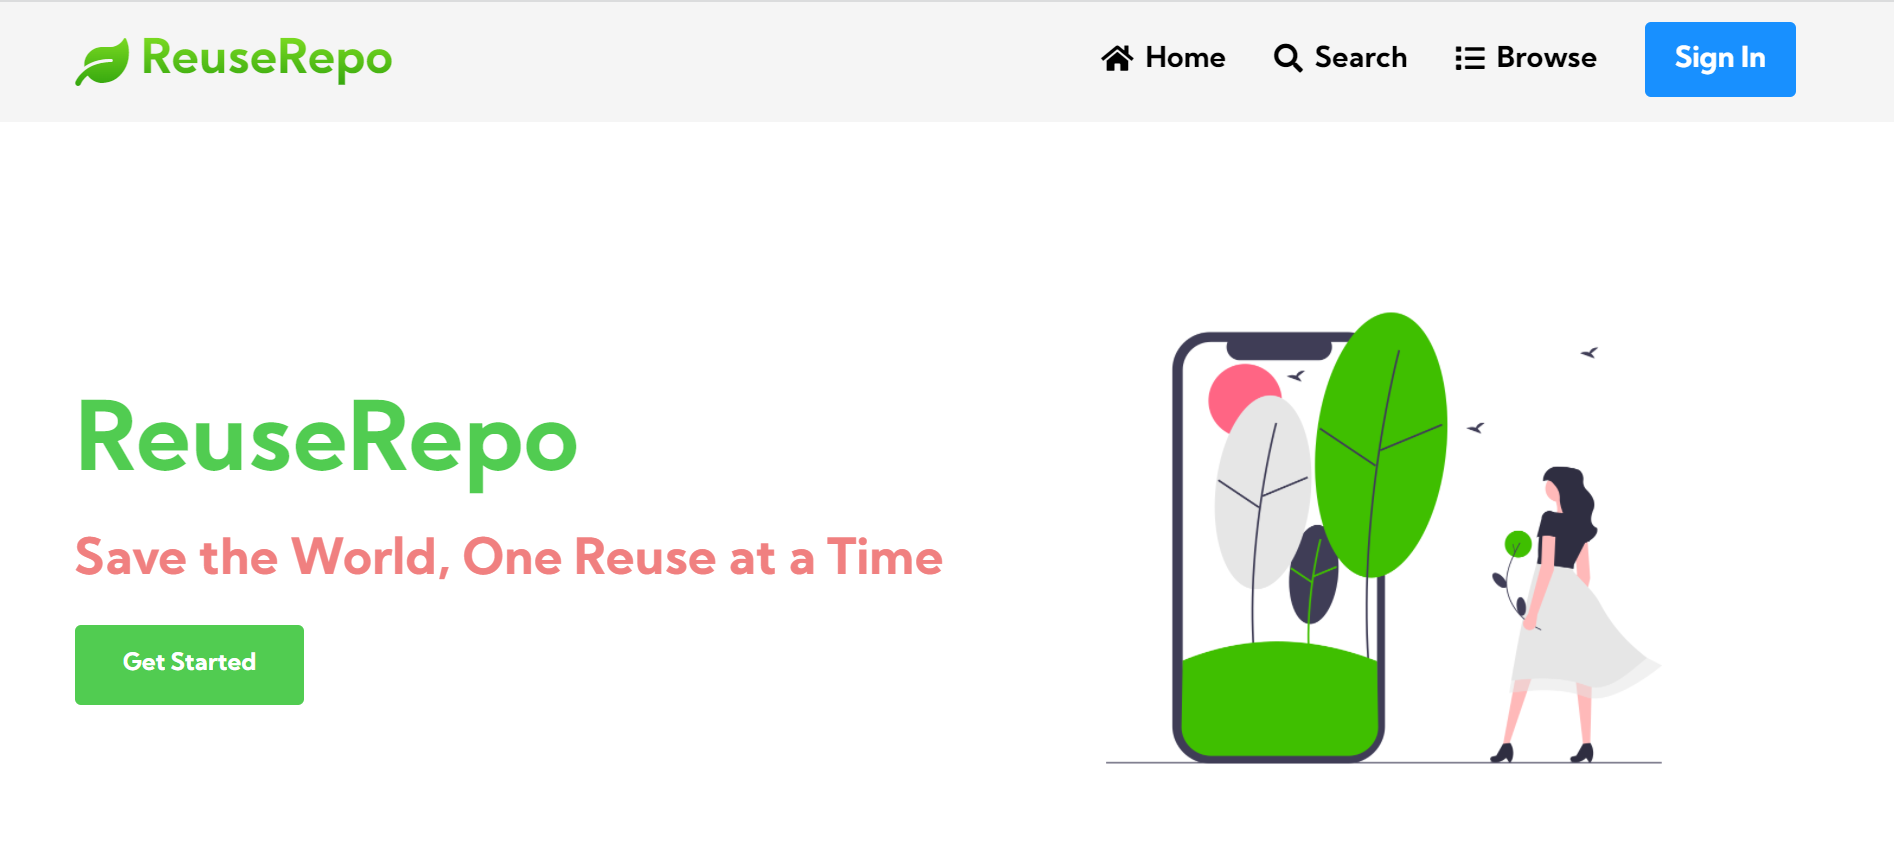 ReuseRepo
Home Search Browse Sign In
ReuseRepo
Save the World, One Reuse at a Time
Get Started